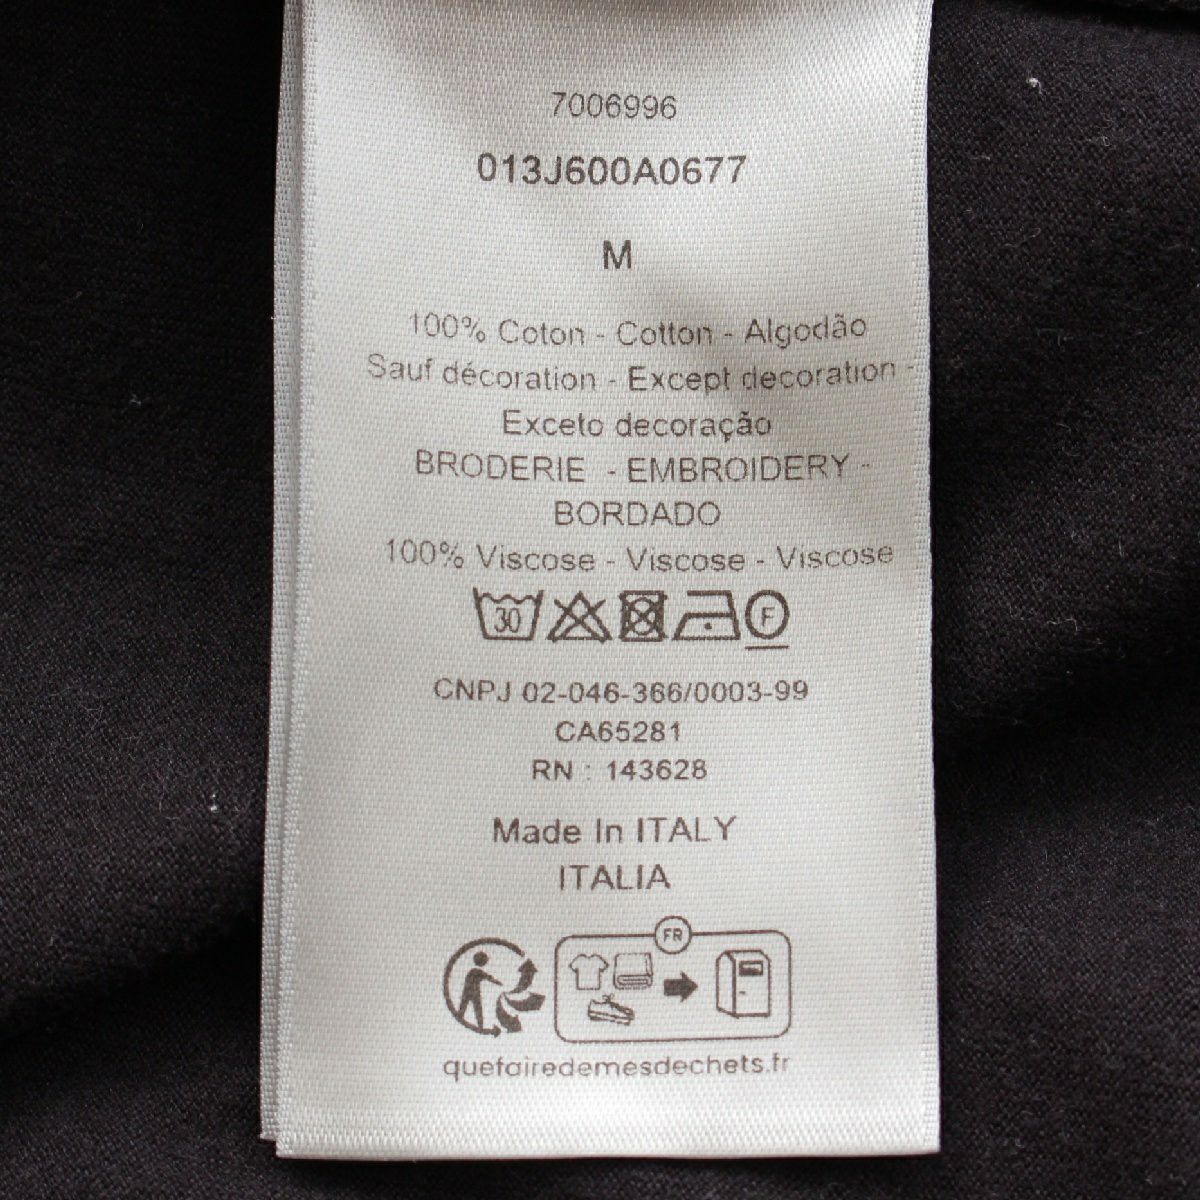 7006996
013J600A0677
M
100% Coton - Cotton - Algodão
Sauf décoration - Except decoration -
Exceto decoração
BRODERIE - EMBROIDERY -
BORDADO
100% Viscose - Viscose - Viscose
30 F
CNPJ 02-046-366/0003-99
CA65281
RN : 143628
Made In ITALY
ITALIA
FR
quefairedemesdechets.fr